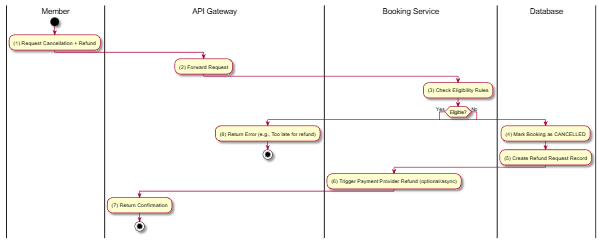 Member
API Gateway
Booking Service
Database
(1) Request Cancellation + Refund
(2) Forward Request
(3) Check Eligibility Rules
Yes
Eligible?
No
(8) Return Error (e.g., Too late for refund)
(4) Mark Booking as CANCELLED
(5) Create Refund Request Record
(6) Trigger Payment Provider Refund (optional/async)
(7) Return Confirmation